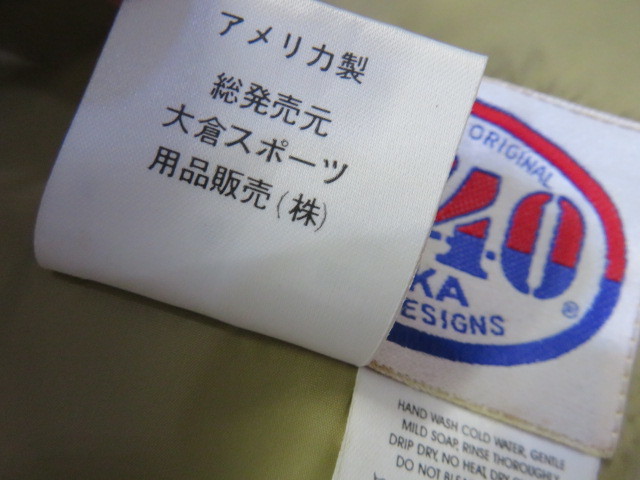 アメリカ製
総発売元
大倉スポーツ
用品販売(株)
ORIGINAL
40
KA
ESIGNS
®
HAND WASH COLD WATER, GENTLE
MILD SOAP, RINSE THOROUGHLY
DRIP DRY, NO HEAT, DRY
DO NOT